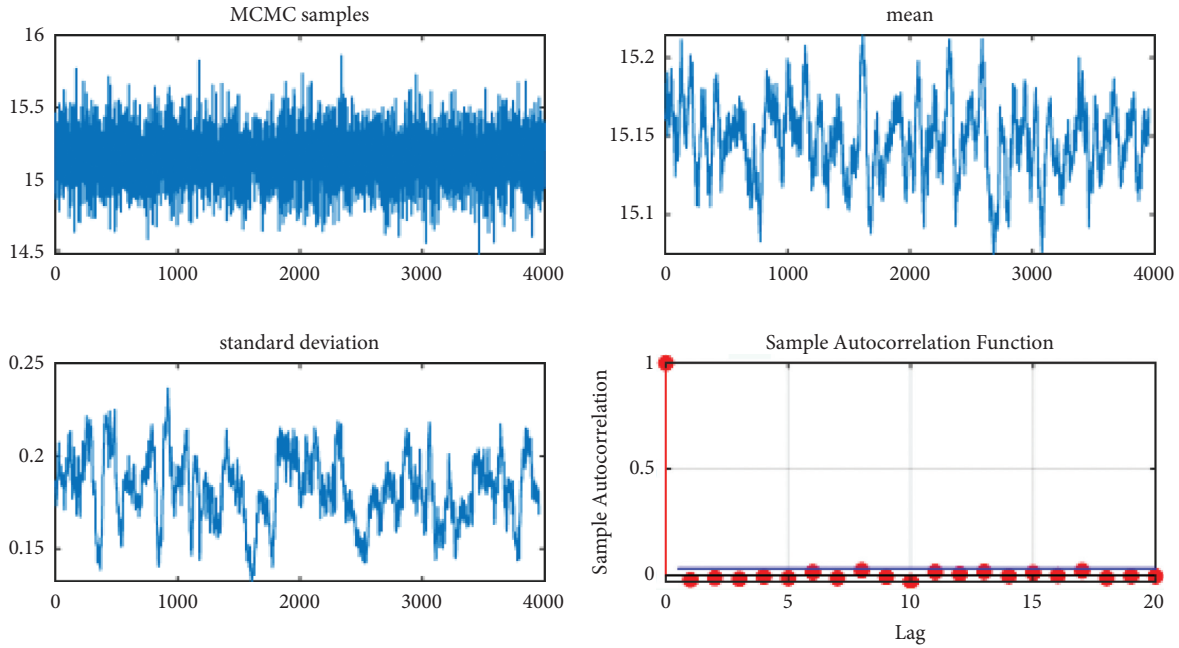 MCMC samples
16
15.5
15
14.5
0 1000 2000 3000 4000
mean
15.2
15.15
15.1
0 1000 2000 3000 4000
standard deviation
0.25
0.2
0.15
0 1000 2000 3000 4000
Sample Autocorrelation Function
Sample Autocorrelation
1
0.5
0
0 5 10 15 20
Lag